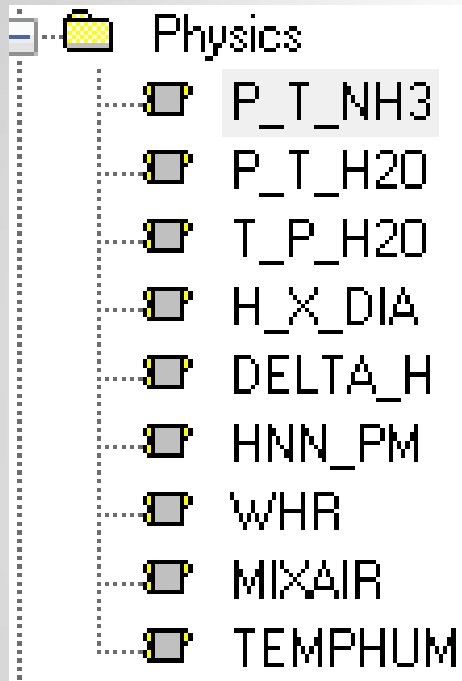 Physics
P_T_NH3
P_T_H2O
T_P_H2O
H_X_DIA
DELTA_H
HNN_PM
WHR
MIXAIR
TEMPHUM